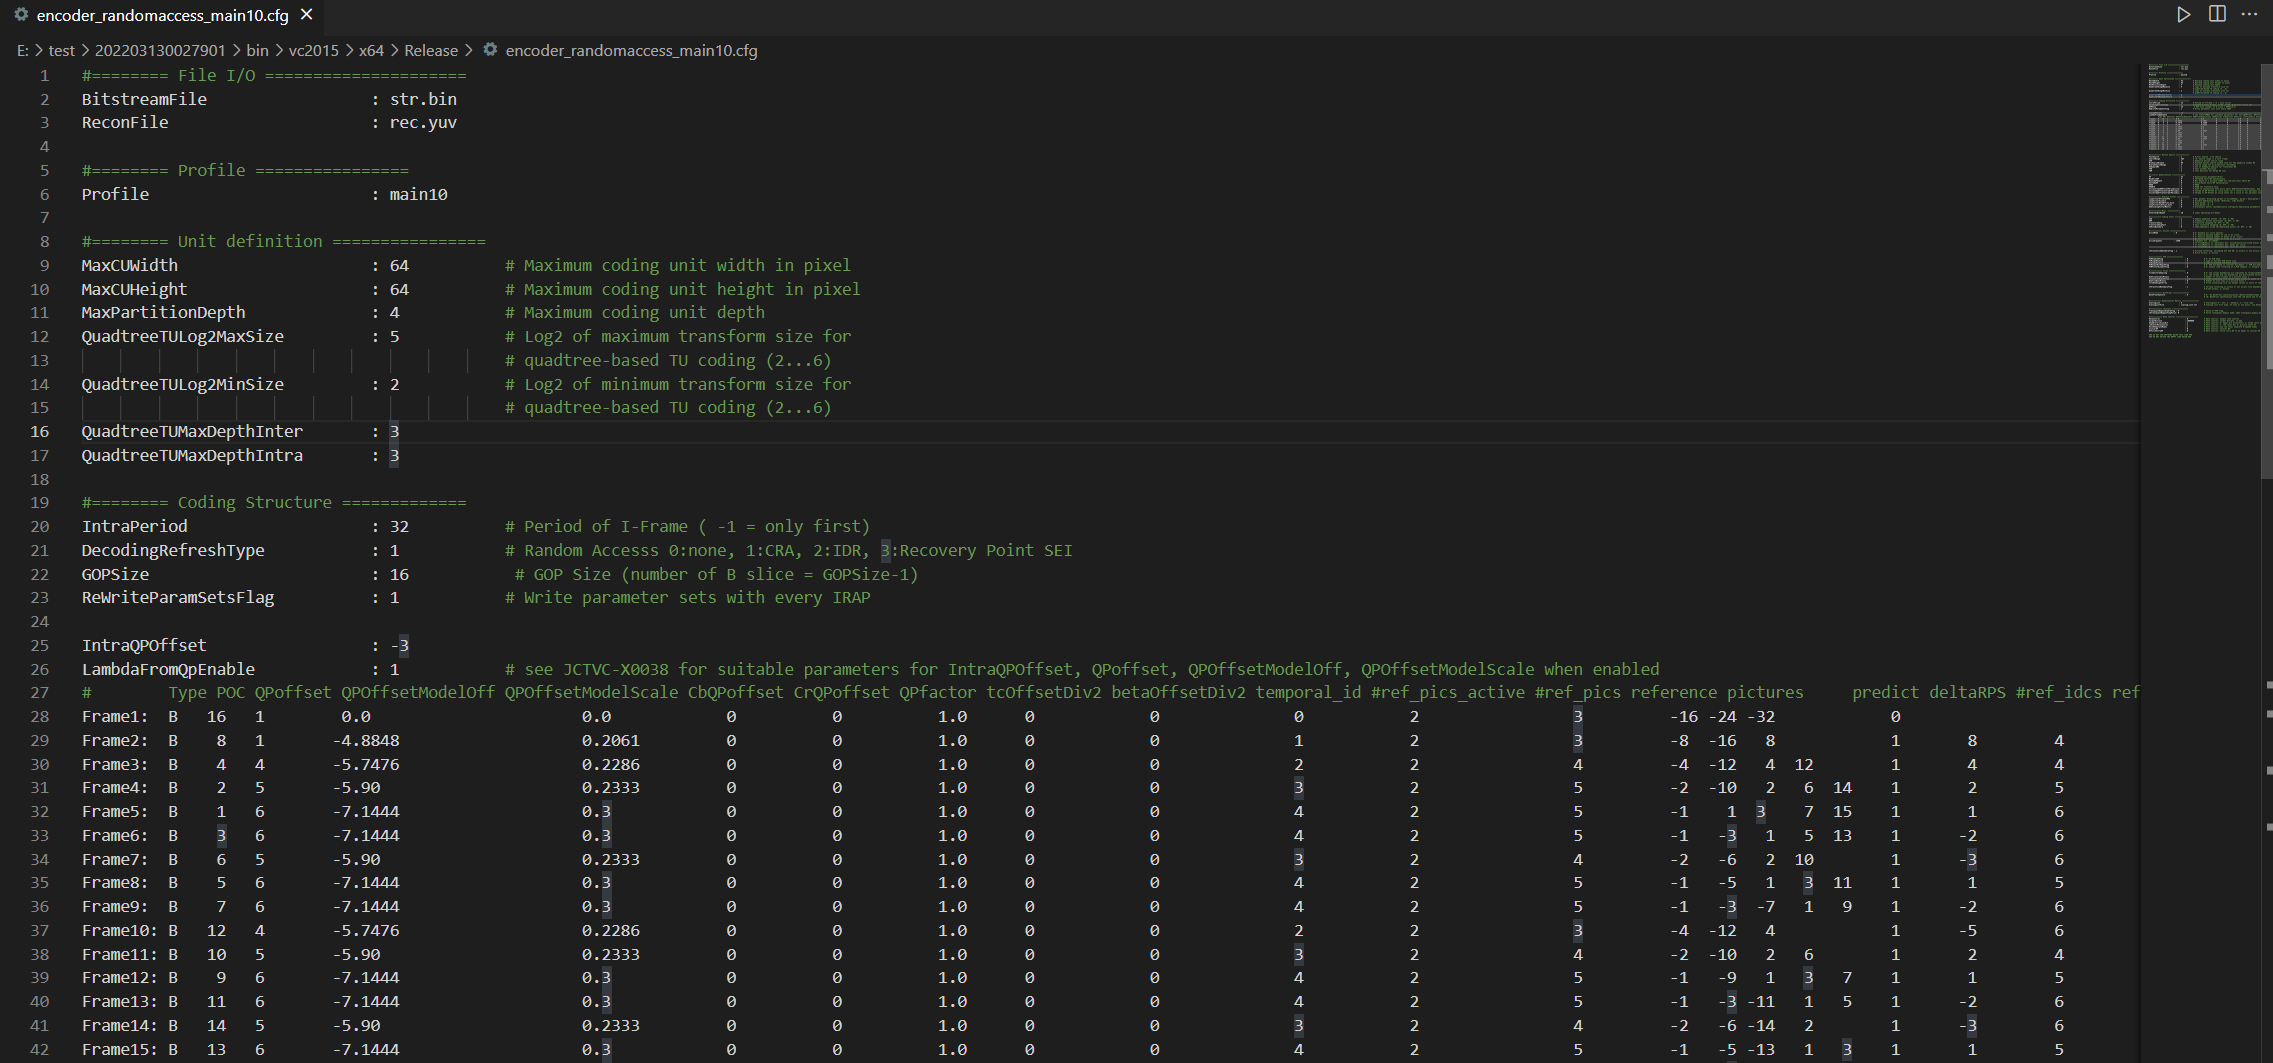 encoder_randomaccess_main10.cfg
E: > test > 202203130027901 > bin > vc2015 > x64 > Release > encoder_randomaccess_main10.cfg
1 #======== File I/O =====================
2 BitstreamFile : str.bin
3 ReconFile : rec.yuv
4
5 #======== Profile ================
6 Profile : main10
7
8 #======== Unit definition ================
9 MaxCUWidth : 64 # Maximum coding unit width in pixel
10 MaxCUHeight : 64 # Maximum coding unit height in pixel
11 MaxPartitionDepth : 4 # Maximum coding unit depth
12 QuadtreeTULog2MaxSize : 5 # Log2 of maximum transform size for
13 # quadtree-based TU coding (2...6)
14 QuadtreeTULog2MinSize : 2 # Log2 of minimum transform size for
15 # quadtree-based TU coding (2...6)
16 QuadtreeTUMaxDepthInter : 3
17 QuadtreeTUMaxDepthIntra : 3
18
19 #======== Coding Structure =============
20 IntraPeriod : 32 # Period of I-Frame ( -1 = only first)
21 DecodingRefreshType : 1 # Random Accesss 0:none, 1:CRA, 2:IDR, 3:Recovery Point SEI
22 GOPSize : 16 # GOP Size (number of B slice = GOPSize-1)
23 ReWriteParamSetsFlag : 1 # Write parameter sets with every IRAP
24
25 IntraQPOffset : -3
26 LambdaFromQpEnable : 1 # see JCTVC-X0038 for suitable parameters for IntraQPOffset, QPoffset, QPOffsetModelOff, QPOffsetModelScale when enabled
27 # Type POC QPoffset QPOffsetModelOff QPOffsetModelScale CbQPoffset CrQPoffset QPfactor tcOffsetDiv2 betaOffsetDiv2 temporal_id #ref_pics_active #ref_pics reference pictures predict deltaRPS #ref_idcs ref
28 Frame1: B 16 1 0.0 0.0 0 0 1.0 0 0 0 2 3 -16 -24 -32 0
29 Frame2: B 8 1 -4.8848 0.2061 0 0 1.0 0 0 1 2 3 -8 -16 8 1 8 4
30 Frame3: B 4 4 -5.7476 0.2286 0 0 1.0 0 0 2 2 4 -4 -12 4 12 1 4 4
31 Frame4: B 2 5 -5.90 0.2333 0 0 1.0 0 0 3 2 5 -2 -10 2 6 14 1 2 5
32 Frame5: B 1 6 -7.1444 0.3 0 0 1.0 0 0 4 2 5 -1 1 3 7 15 1 1 6
33 Frame6: B 3 6 -7.1444 0.3 0 0 1.0 0 0 4 2 5 -1 -3 1 5 13 1 -2 6
34 Frame7: B 6 5 -5.90 0.2333 0 0 1.0 0 0 3 2 4 -2 -6 2 10 1 -3 6
35 Frame8: B 5 6 -7.1444 0.3 0 0 1.0 0 0 4 2 5 -1 -5 1 3 11 1 1 5
36 Frame9: B 7 6 -7.1444 0.3 0 0 1.0 0 0 4 2 5 -1 -3 -7 1 9 1 -2 6
37 Frame10: B 12 4 -5.7476 0.2286 0 0 1.0 0 0 2 2 3 -4 -12 4 1 -5 6
38 Frame11: B 10 5 -5.90 0.2333 0 0 1.0 0 0 3 2 4 -2 -10 2 6 1 2 4
39 Frame12: B 9 6 -7.1444 0.3 0 0 1.0 0 0 4 2 5 -1 -9 1 3 7 1 1 5
40 Frame13: B 11 6 -7.1444 0.3 0 0 1.0 0 0 4 2 5 -1 -3 -11 1 5 1 -2 6
41 Frame14: B 14 5 -5.90 0.2333 0 0 1.0 0 0 3 2 4 -2 -6 -14 2 1 -3 6
42 Frame15: B 13 6 -7.1444 0.3 0 0 1.0 0 0 4 2 5 -1 -5 -13 1 3 1 1 5